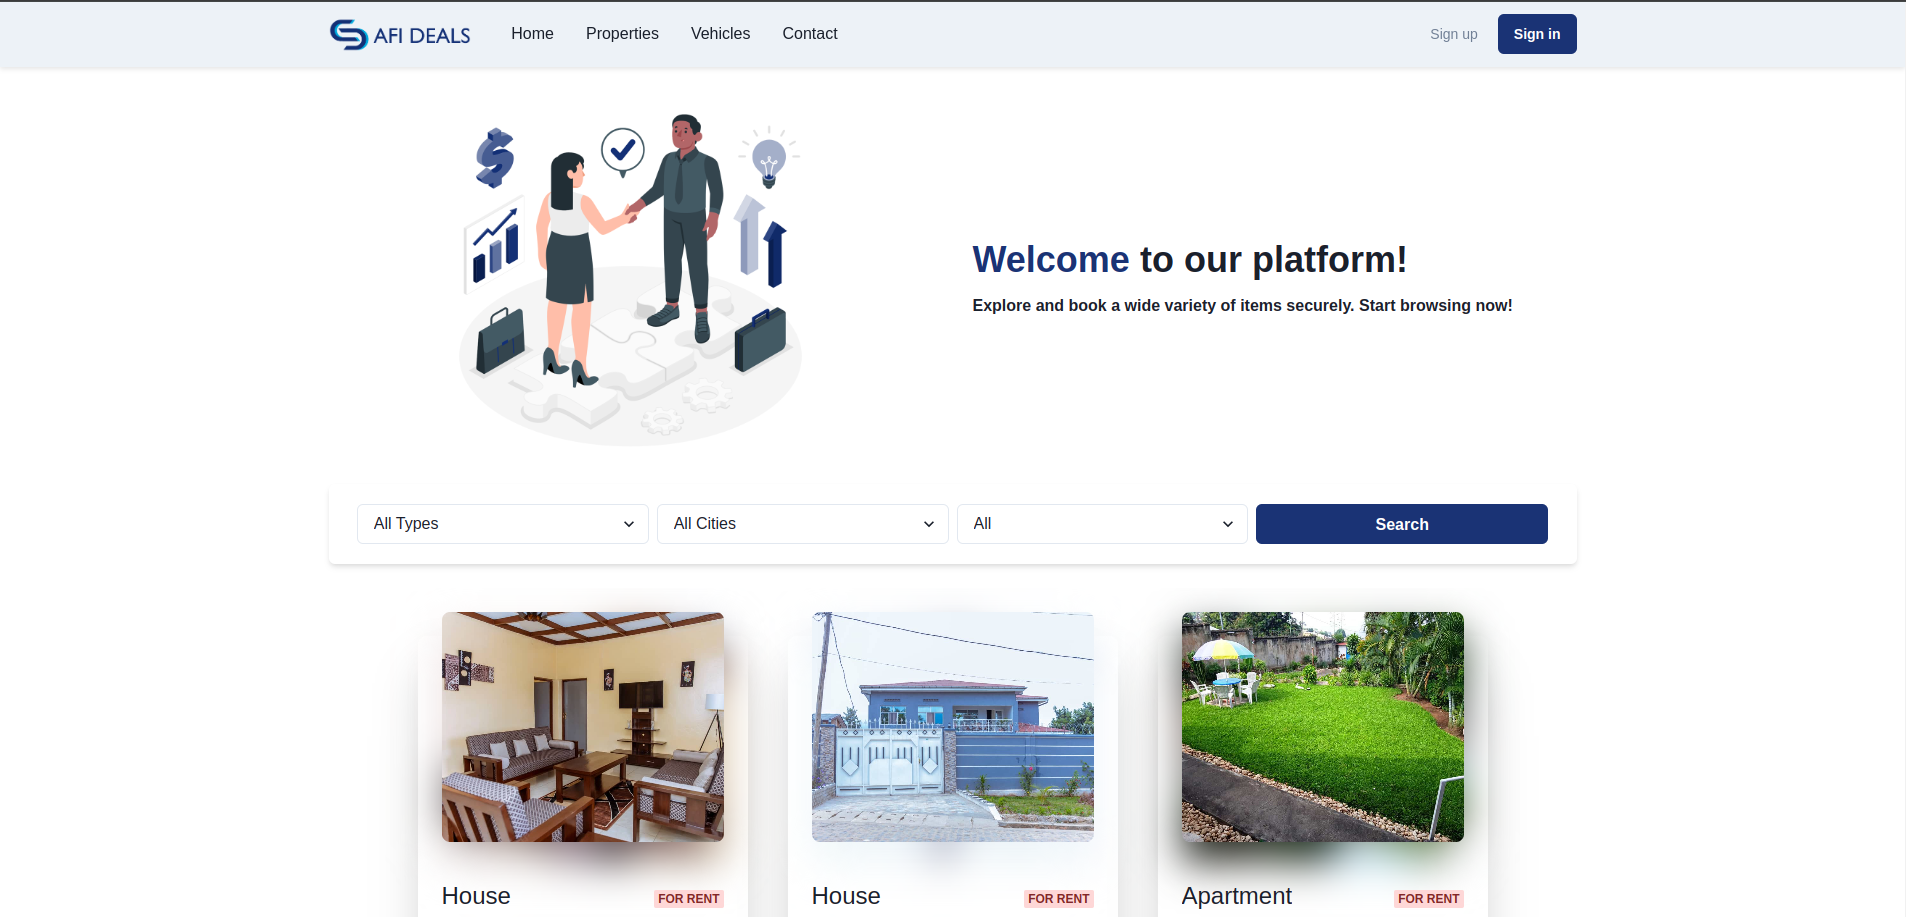 AFI DEALS
Home
Properties
Vehicles
Contact
Sign up
Sign in
$
Welcome to our platform!
Explore and book a wide variety of items securely. Start browsing now!
All Types
All Cities
All
Search
House
FOR RENT
House
FOR RENT
Apartment
FOR RENT